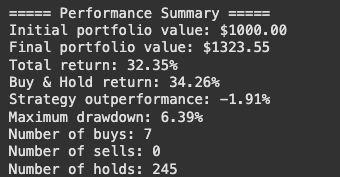 ===== Performance Summary =====
Initial portfolio value: $1000.00
Final portfolio value: $1323.55
Total return: 32.35%
Buy & Hold return: 34.26%
Strategy outperformance: -1.91%
Maximum drawdown: 6.39%
Number of buys: 7
Number of sells: 0
Number of holds: 245